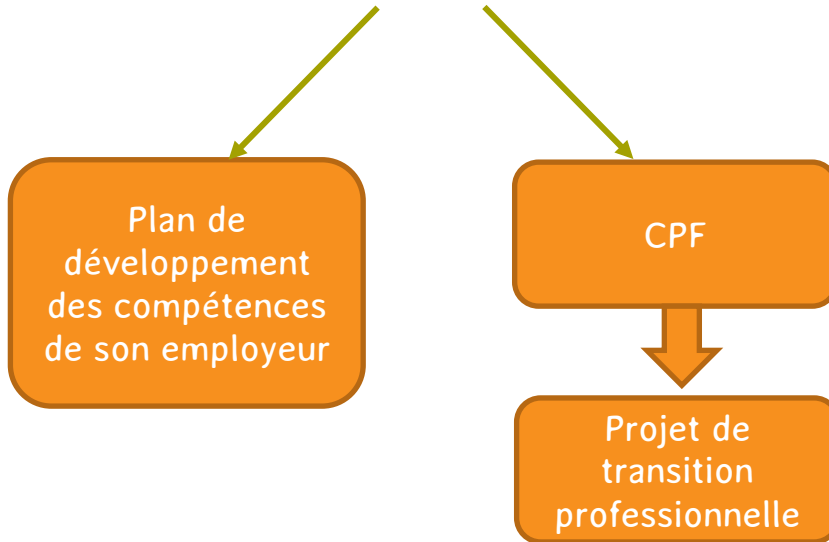 Plan de
développement
des compétences
de son employeur
CPF
Projet de
transition
professionnelle